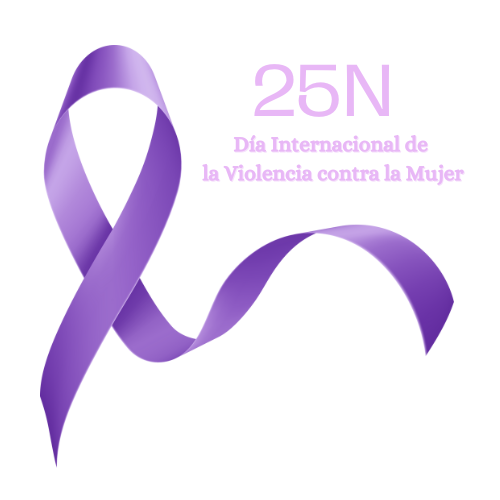 25N
Día Internacional de
la Violencia contra la Mujer